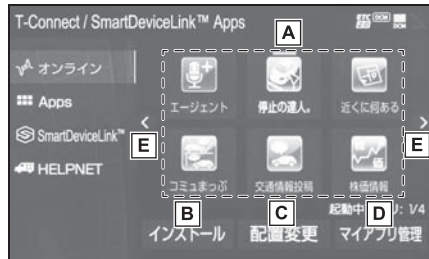 T-Connect / SmartDeviceLink™ Apps
A
オンライン
Apps
SmartDeviceLink™
HELPNET
エージェント
停止の達人。
近くに何ある
E
E
コミュまっぷ
交通情報投稿
株価情報
B
C
D
リ: 1/4
インストール
配置変更
マイアプリ管理